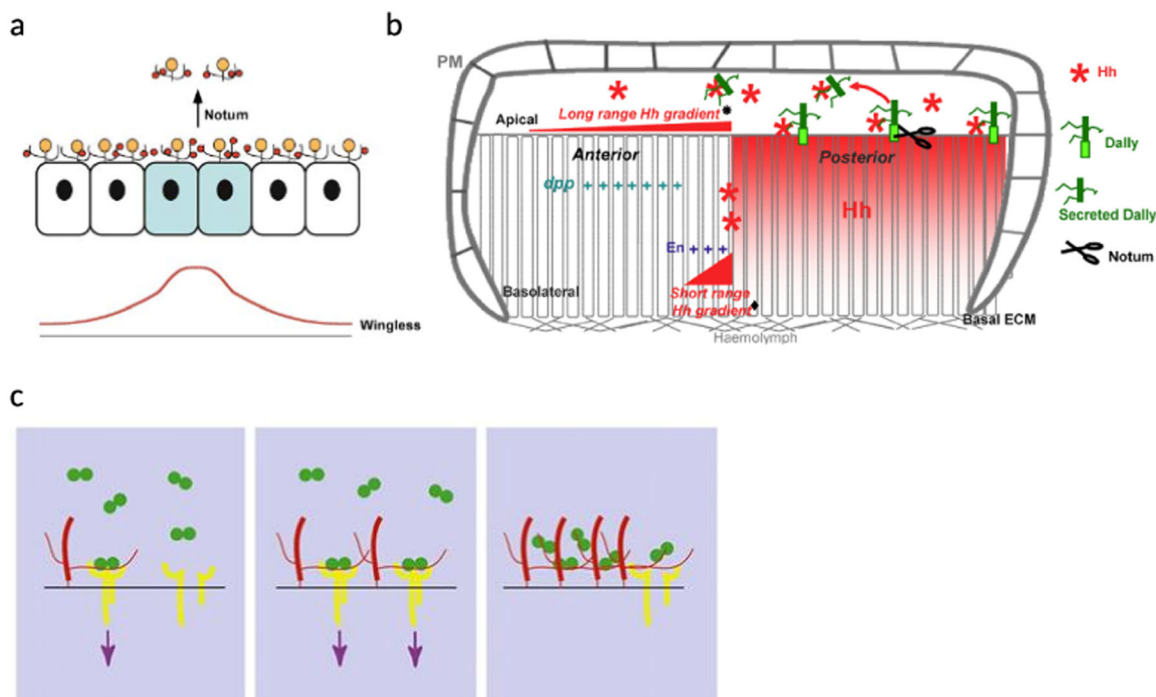 a
Notum
Wingless
b
PM
Apical
Long range Hh gradient
Anterior
Posterior
dpp + + + + + + +
Hh
En + + +
Basolateral
Short range
Hh gradient
Basal ECM
Haemolymph
Hh
Dally
Secreted Dally
Notum
c